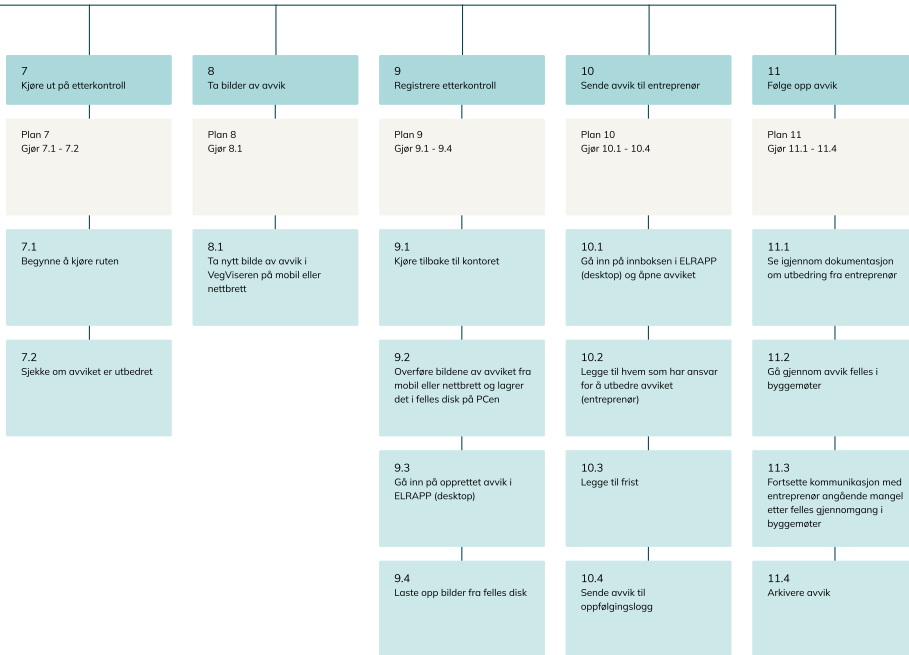 7
Kjøre ut på etterkontroll
Plan 7
Gjør 7.1 - 7.2
7.1
Begynne å kjøre ruten
7.2
Sjekke om avviket er utbedret
8
Ta bilder av avvik
Plan 8
Gjør 8.1
8.1
Ta nytt bilde av avvik i
VegViseren på mobil eller
nettbrett
9
Registrere etterkontroll
Plan 9
Gjør 9.1 - 9.4
9.1
Kjøre tilbake til kontoret
9.2
Overføre bildene av avviket fra
mobil eller nettbrett og lagrer
det i felles disk på PCen
9.3
Gå inn på opprettet avvik i
ELRAPP (desktop)
9.4
Laste opp bilder fra felles disk
10
Sende avvik til entreprenør
Plan 10
Gjør 10.1 - 10.4
10.1
Gå inn på innboksen i ELRAPP
(desktop) og åpne avviket
10.2
Legge til hvem som har ansvar
for å utbedre avviket
(entreprenør)
10.3
Legge til frist
10.4
Sende avvik til
oppfølgingslogg
11
Følge opp avvik
Plan 11
Gjør 11.1 - 11.4
11.1
Se igjennom dokumentasjon
om utbedring fra entreprenør
11.2
Gå gjennom avvik felles i
byggemøter
11.3
Fortsette kommunikasjon med
entreprenør angående mangel
etter felles gjennomgang i
byggemøter
11.4
Arkivere avvik